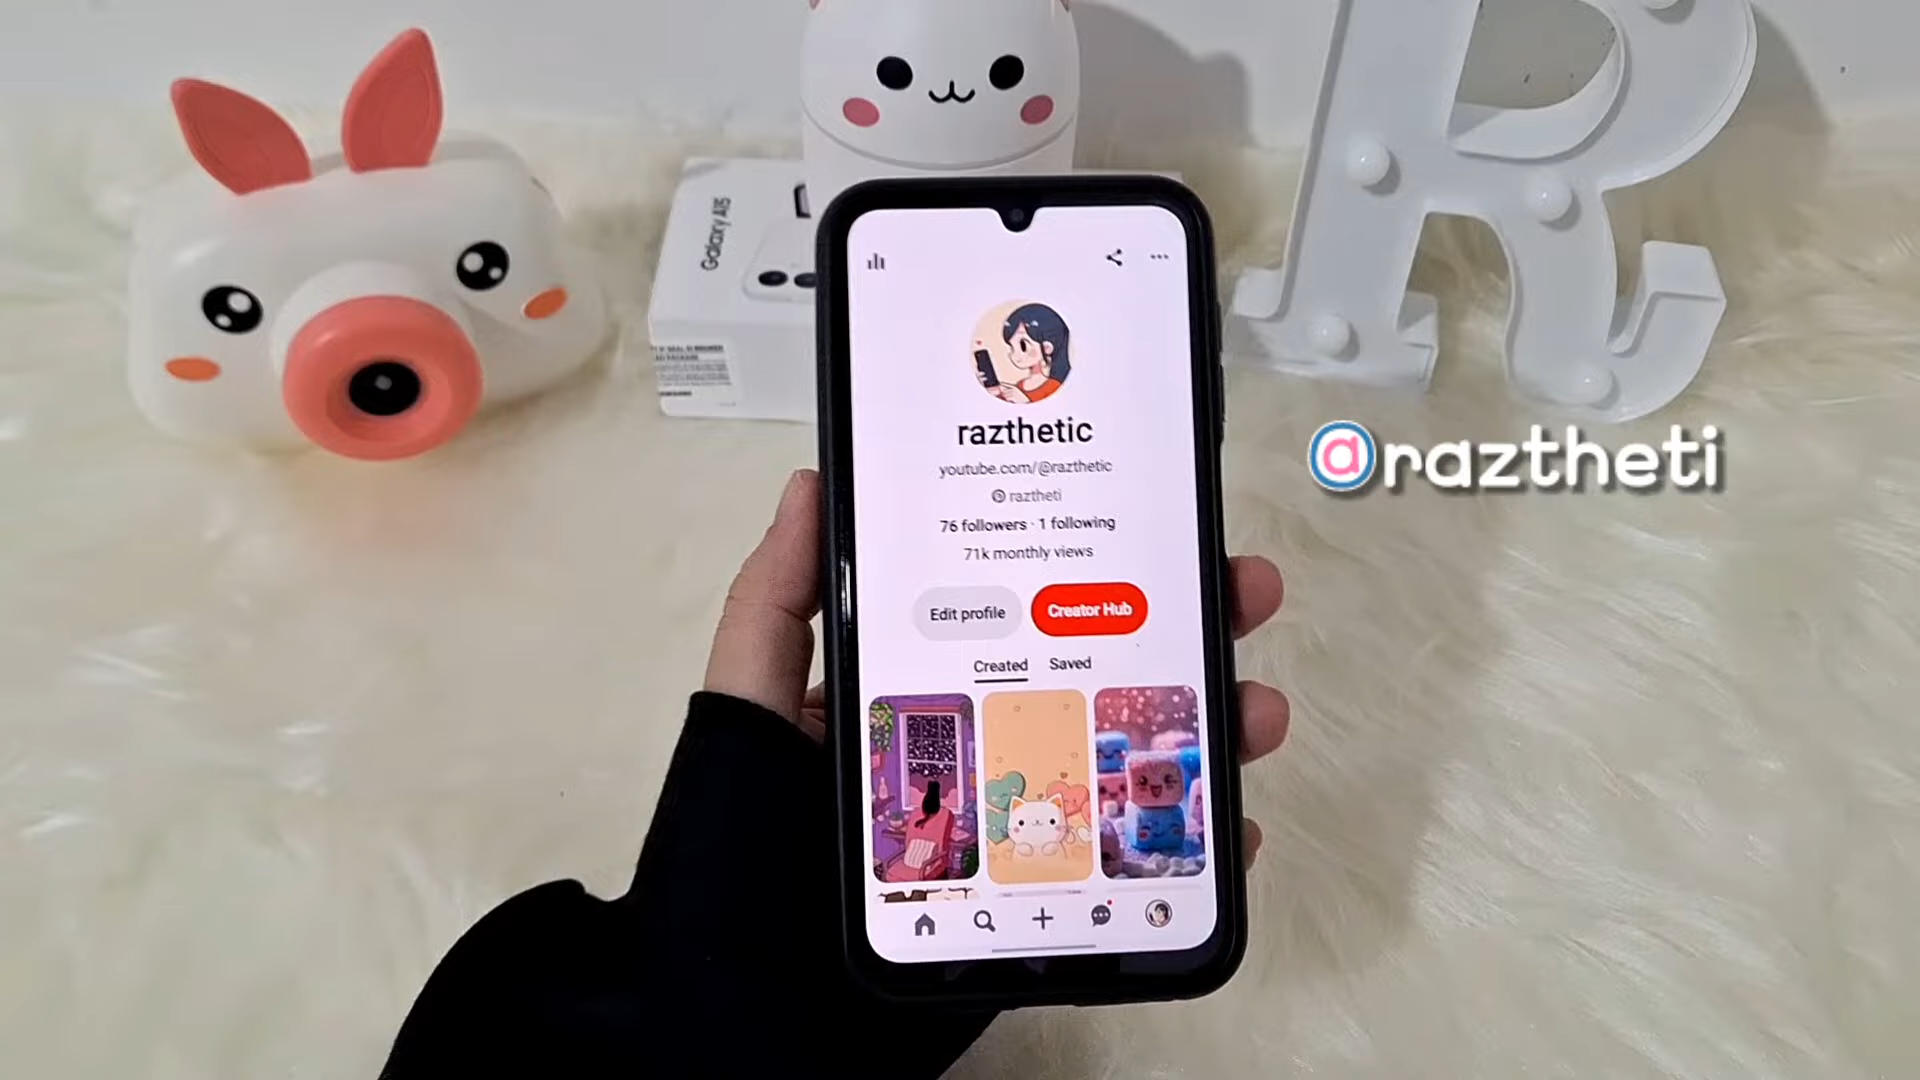 Galaxy A15
razthetic
youtube.com/@razthetic
raztheti
76 followers · 1 following
71k monthly views
Edit profile
Creator Hub
Created
Saved
@raztheti
R